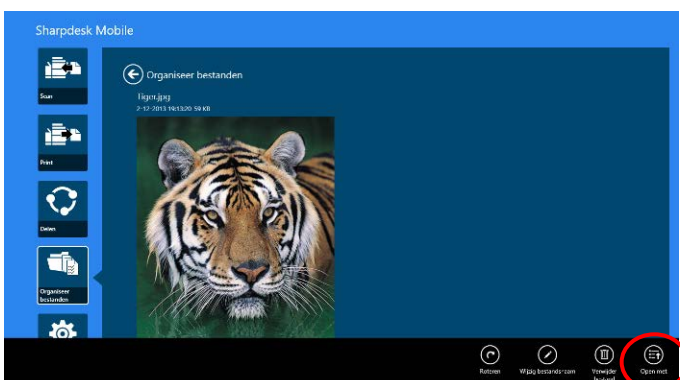 Sharpdesk Mobile
Organiseer bestanden
Tiger.jpg
2-12-2013 19:13:20 59 KB
Scan
Print
Delen
Organiseer
bestanden
Roteren
Wijzig bestandsnaam
Verwijder
bestand
Open met